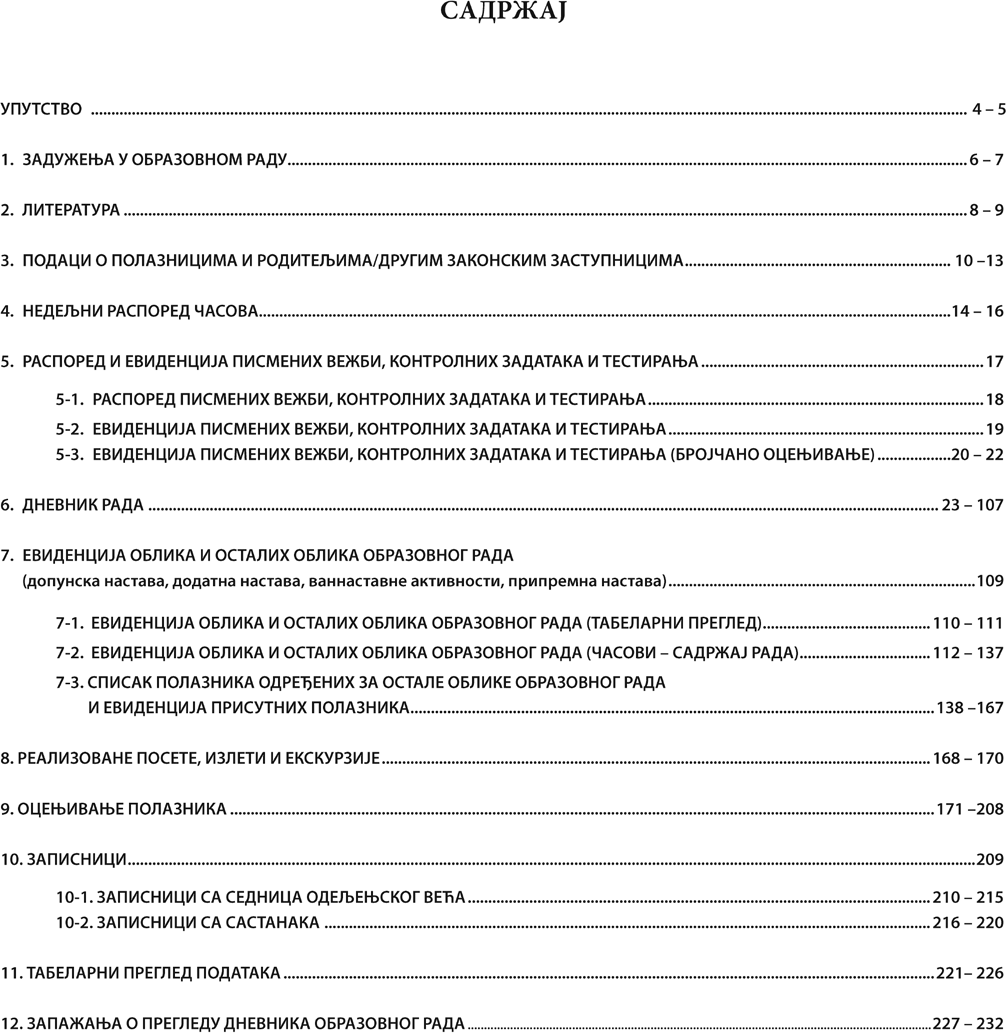 САДРЖАЈ
УПУТСТВО ........ 4 – 5
1. ЗАДУЖЕЊА У ОБРАЗОВНОМ РАДУ........ 6 – 7
2. ЛИТЕРАТУРА ........ 8 – 9
3. ПОДАЦИ О ПОЛАЗНИЦИМА И РОДИТЕЉИМА/ДРУГИМ ЗАКОНСКИМ ЗАСТУПНИЦИМА........ 10 –13
4. НЕДЕЉНИ РАСПОРЕД ЧАСОВА........ 14 – 16
5. РАСПОРЕД И ЕВИДЕНЦИЈА ПИСМЕНИХ ВЕЖБИ, КОНТРОЛНИХ ЗАДАТАКА И ТЕСТИРАЊА ........ 17
5-1. РАСПОРЕД ПИСМЕНИХ ВЕЖБИ, КОНТРОЛНИХ ЗАДАТАКА И ТЕСТИРАЊА ........ 18
5-2. ЕВИДЕНЦИЈА ПИСМЕНИХ ВЕЖБИ, КОНТРОЛНИХ ЗАДАТАКА И ТЕСТИРАЊА ........ 19
5-3. ЕВИДЕНЦИЈА ПИСМЕНИХ ВЕЖБИ, КОНТРОЛНИХ ЗАДАТАКА И ТЕСТИРАЊА (БРОЈЧАНО ОЦЕЊИВАЊЕ) ........ 20 – 22
6. ДНЕВНИК РАДА ........ 23 – 107
7. ЕВИДЕНЦИЈА ОБЛИКА И ОСТАЛИХ ОБЛИКА ОБРАЗОВНОГ РАДА
(допунска настава, додатна настава, ваннаставне активности, припремна настава) ........ 109
7-1. ЕВИДЕНЦИЈА ОБЛИКА И ОСТАЛИХ ОБЛИКА ОБРАЗОВНОГ РАДА (ТАБЕЛАРНИ ПРЕГЛЕД)........ 110 – 111
7-2. ЕВИДЕНЦИЈА ОБЛИКА И ОСТАЛИХ ОБЛИКА ОБРАЗОВНОГ РАДА (ЧАСОВИ – САДРЖАЈ РАДА)........ 112 – 137
7-3. СПИСАК ПОЛАЗНИКА ОДРЕЂЕНИХ ЗА ОСТАЛЕ ОБЛИКЕ ОБРАЗОВНОГ РАДА
И ЕВИДЕНЦИЈА ПРИСУТНИХ ПОЛАЗНИКА........ 138 –167
8. РЕАЛИЗОВАНЕ ПОСЕТЕ, ИЗЛЕТИ И ЕКСКУРЗИЈЕ ........ 168 – 170
9. ОЦЕЊИВАЊЕ ПОЛАЗНИКА ........ 171 –208
10. ЗАПИСНИЦИ........ 209
10-1. ЗАПИСНИЦИ СА СЕДНИЦА ОДЕЉЕЊСКОГ ВЕЋА ........ 210 – 215
10-2. ЗАПИСНИЦИ СА САСТАНАКА ........ 216 – 220
11. ТАБЕЛАРНИ ПРЕГЛЕД ПОДАТАКА ........ 221– 226
12. ЗАПАЖАЊА О ПРЕГЛЕДУ ДНЕВНИКА ОБРАЗОВНОГ РАДА ........ 227 – 232